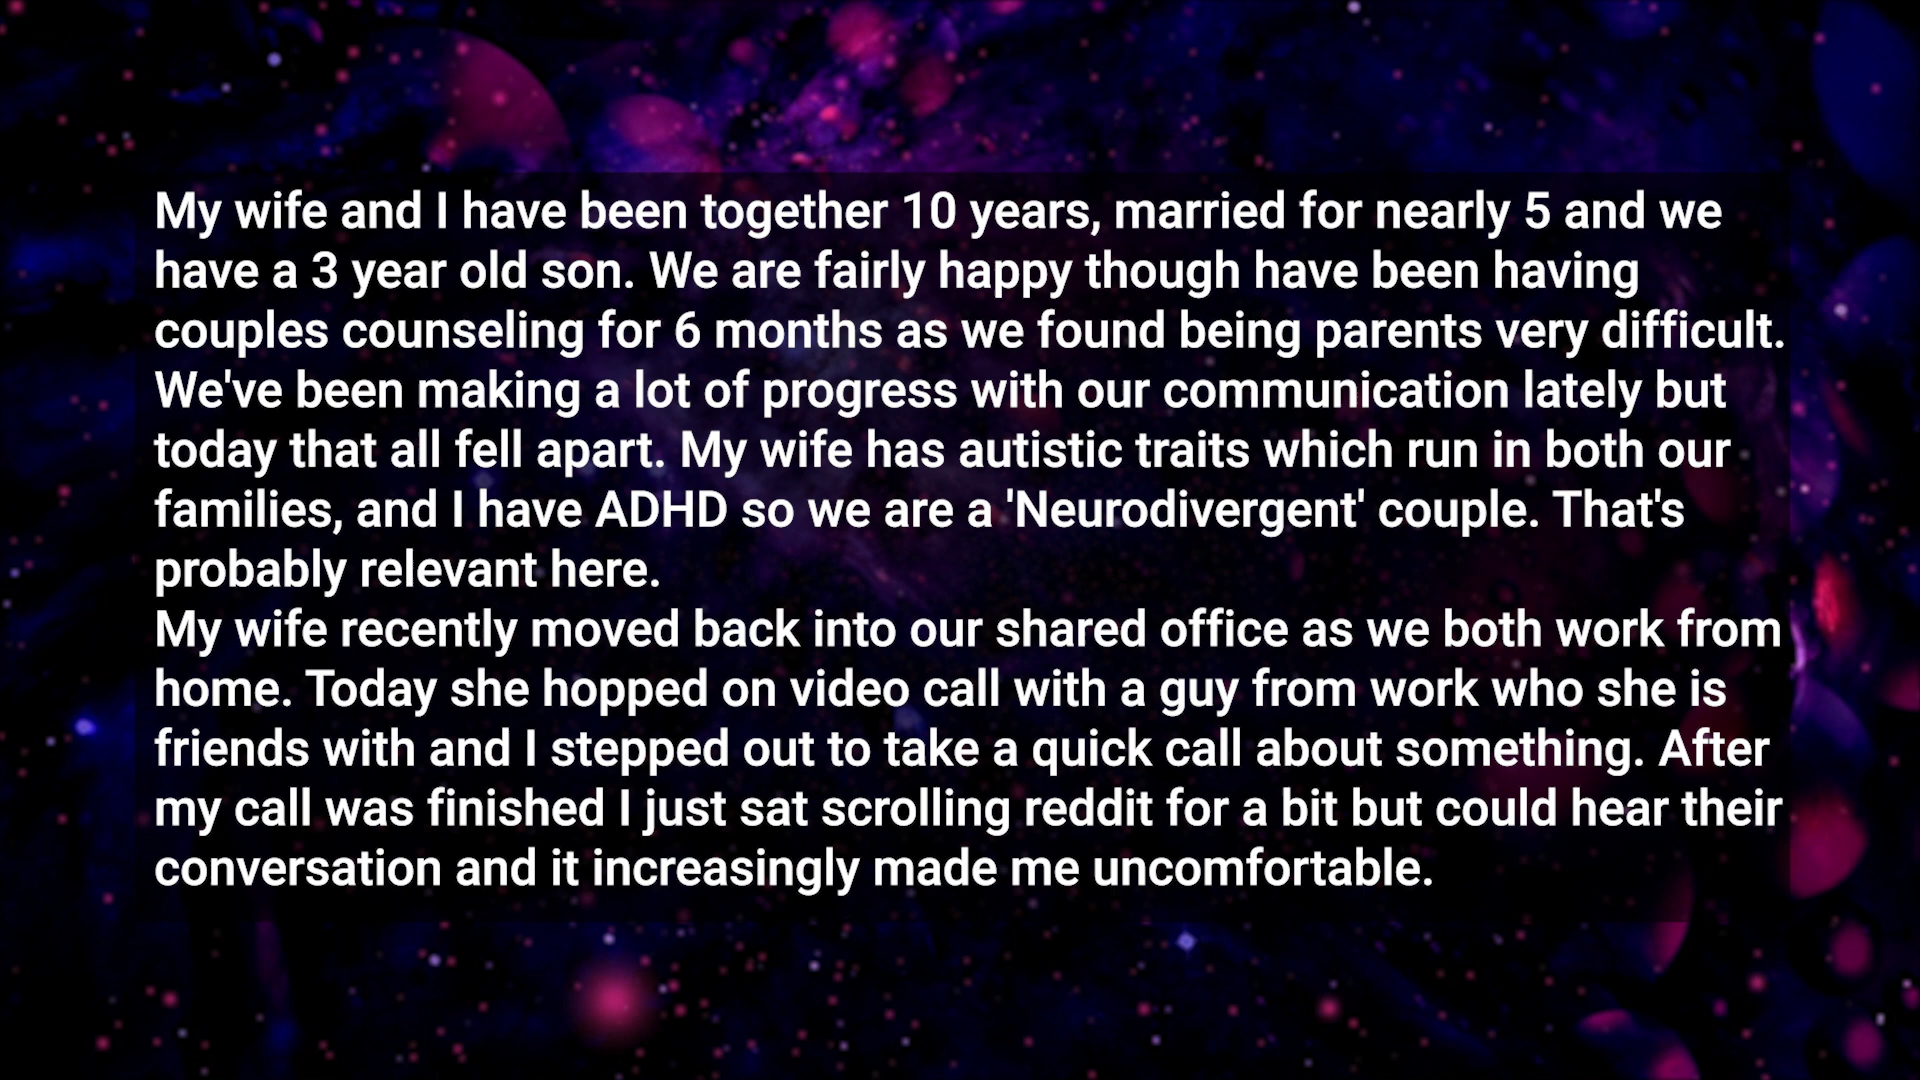 My wife and I have been together 10 years, married for nearly 5 and we
have a 3 year old son. We are fairly happy though have been having
couples counseling for 6 months as we found being parents very difficult.
We've been making a lot of progress with our communication lately but
today that all fell apart. My wife has autistic traits which run in both our
families, and I have ADHD so we are a 'Neurodivergent' couple. That's
probably relevant here.
My wife recently moved back into our shared office as we both work from
home. Today she hopped on video call with a guy from work who she is
friends with and I stepped out to take a quick call about something. After
my call was finished I just sat scrolling reddit for a bit but could hear their
conversation and it increasingly made me uncomfortable.